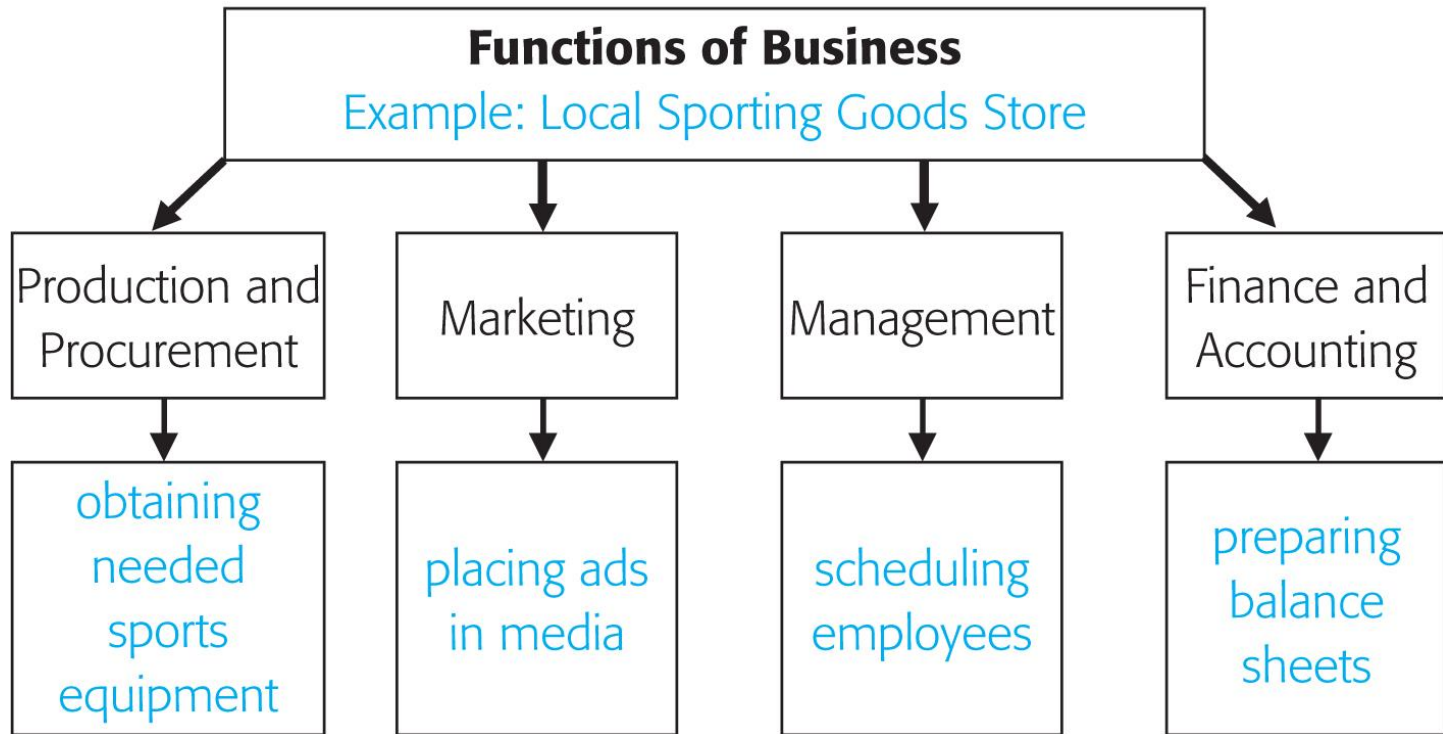 Functions of Business
Example: Local Sporting Goods Store
Production and
Procurement
Marketing
Management
Finance and
Accounting
obtaining
needed
sports
equipment
placing ads
in media
scheduling
employees
preparing
balance
sheets